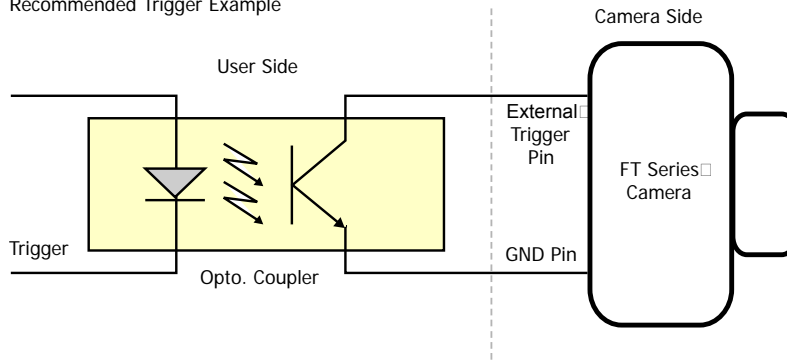 Recommended Trigger Example
Camera Side
User Side
External
Trigger
Pin
FT Series
Camera
Trigger
GND Pin
Opto. Coupler